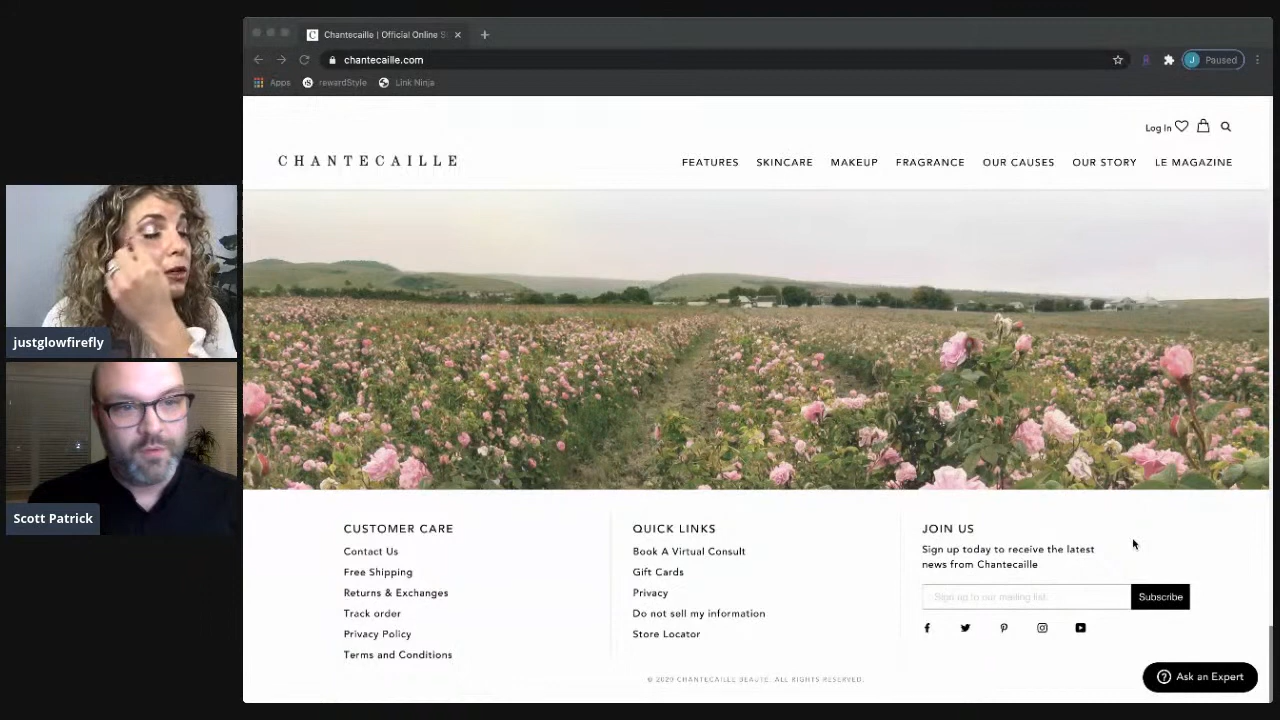 Chantecaille | Official Online S
chantecaille.com
J Paused
Apps rewardStyle Link Ninja
Log In
CHANTECAILLE
FEATURES SKINCARE MAKEUP FRAGRANCE OUR CAUSES OUR STORY LE MAGAZINE
justglowfirefly
Scott Patrick
CUSTOMER CARE
Contact Us
Free Shipping
Returns & Exchanges
Track order
Privacy Policy
Terms and Conditions
QUICK LINKS
Book A Virtual Consult
Gift Cards
Privacy
Do not sell my information
Store Locator
JOIN US
Sign up today to receive the latest
news from Chantecaille
Sign up to our mailing list.
Subscribe
© 2020 CHANTECAILLE BEAUTE. ALL RIGHTS RESERVED.
Ask an Expert